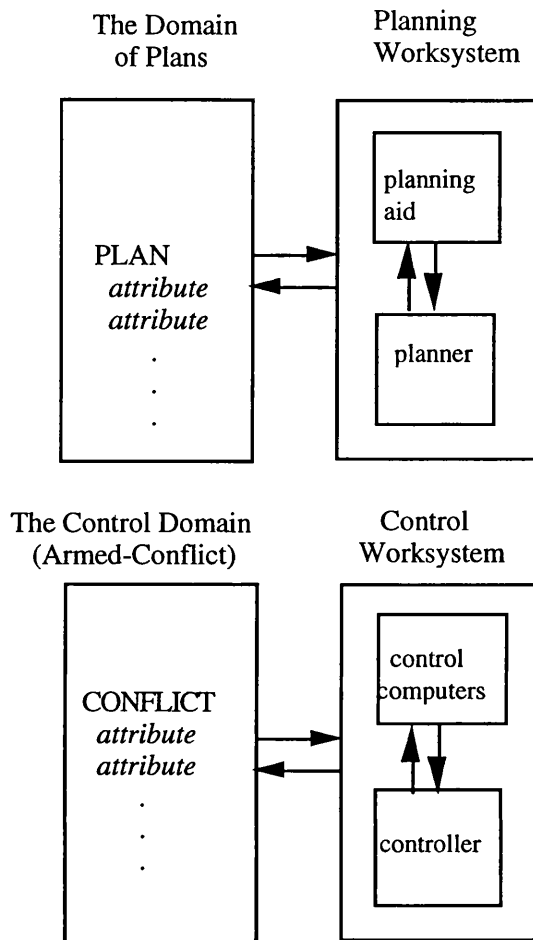 The Domain
of Plans
Planning
Worksystem
PLAN
attribute
attribute
.
.
.
planning
aid
planner
The Control Domain
(Armed-Conflict)
Control
Worksystem
CONFLICT
attribute
attribute
.
.
.
control
computers
controller